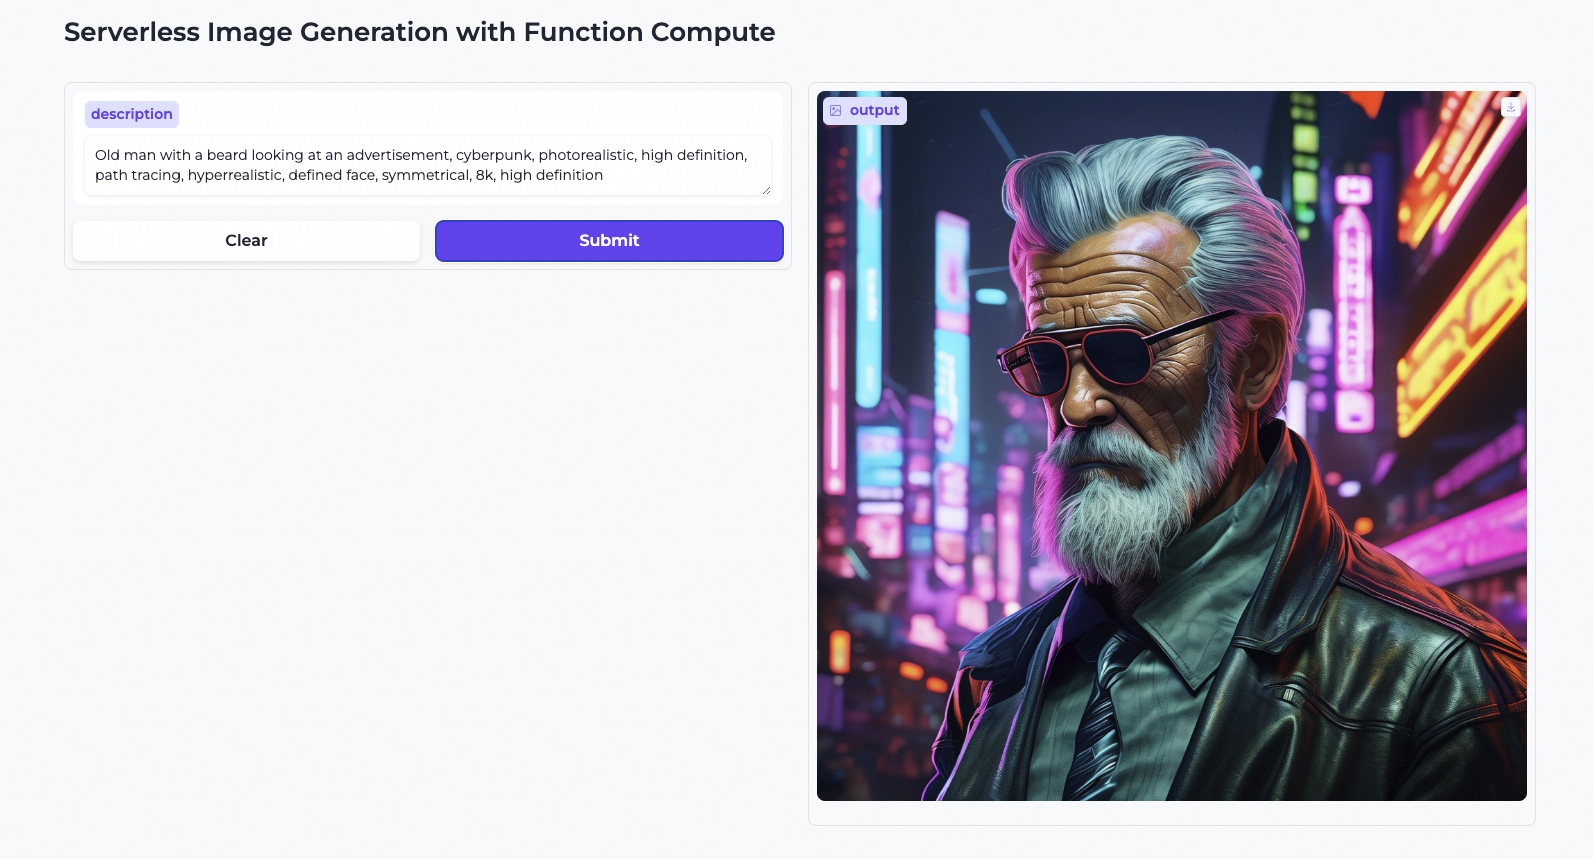 Serverless Image Generation with Function Compute
description
Old man with a beard looking at an advertisement, cyberpunk, photorealistic, high definition,
path tracing, hyperrealistic, defined face, symmetrical, 8k, high definition
Clear
Submit
output